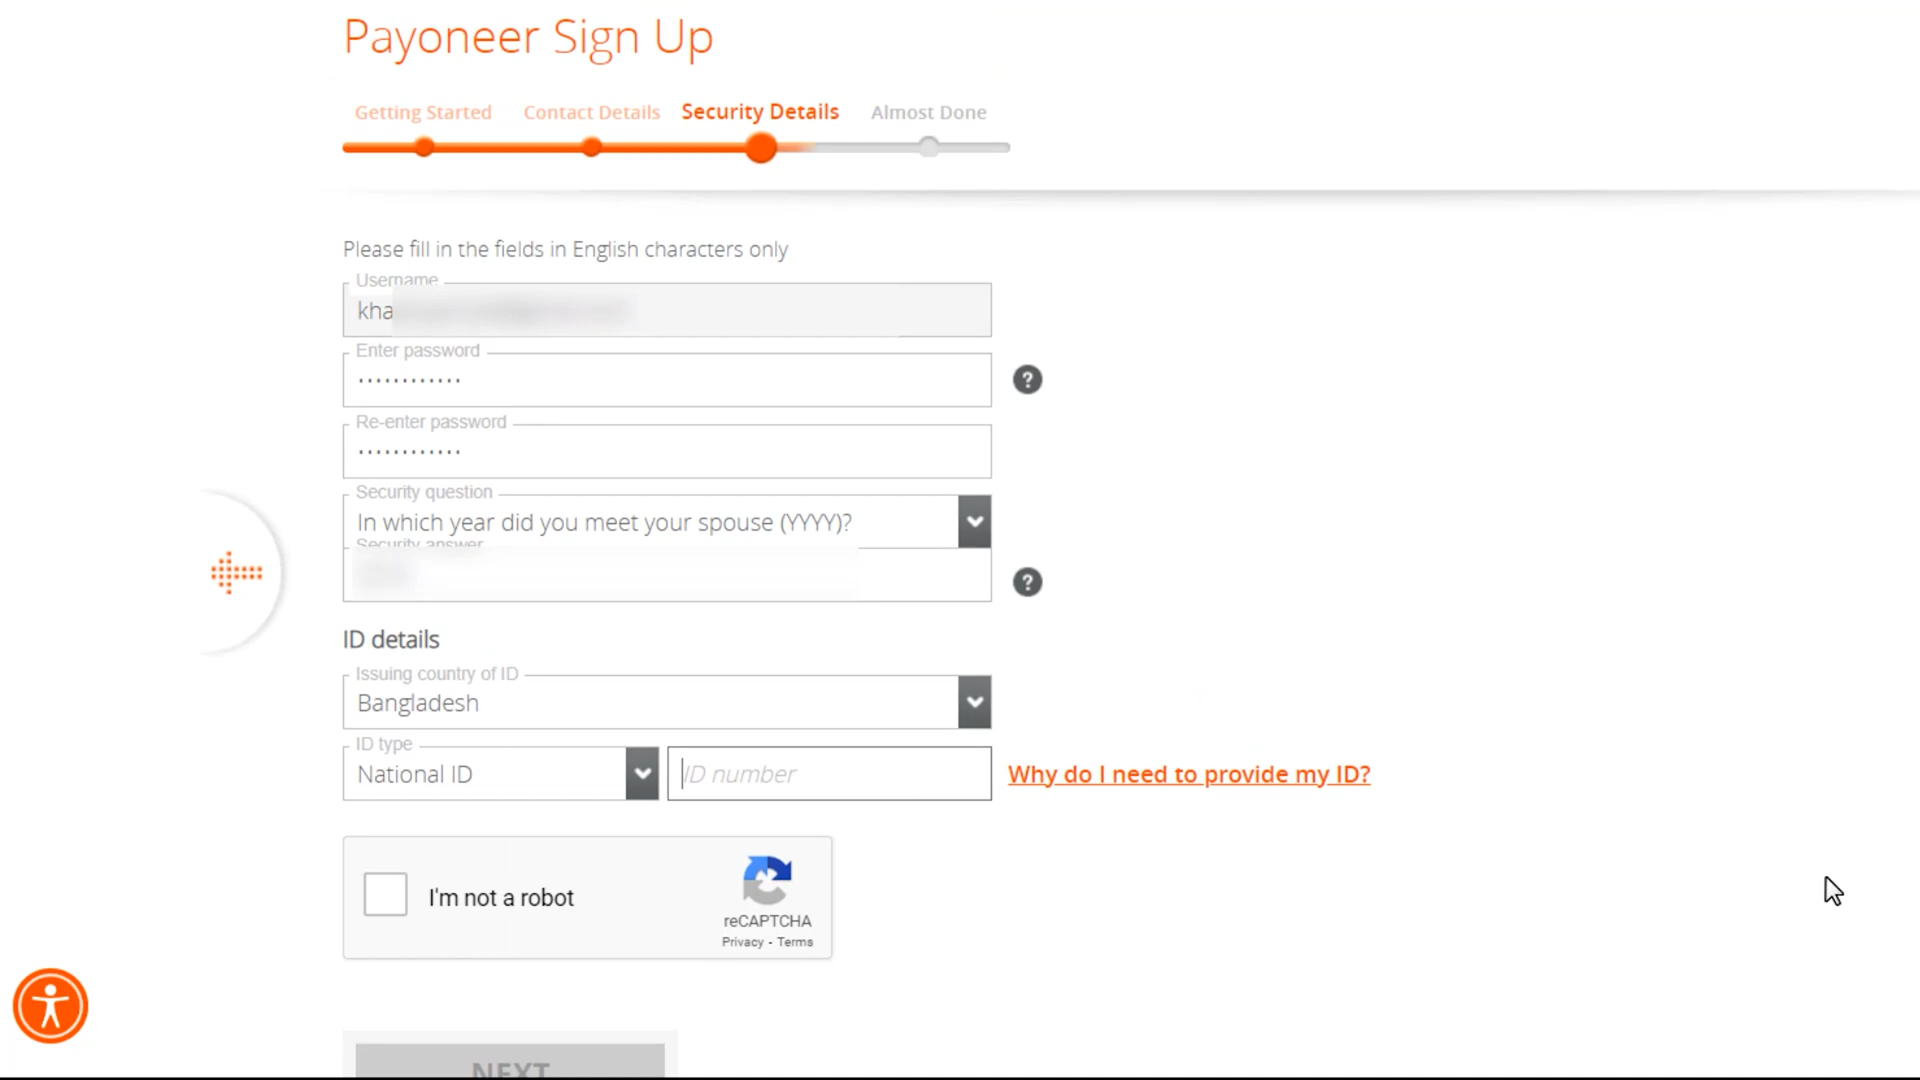 Payoneer Sign Up
Getting Started Contact Details Security Details Almost Done
Please fill in the fields in English characters only
Username
kha
Enter password
............
?
Re-enter password
............
Security question
In which year did you meet your spouse (YYYY)?
Security answer
?
ID details
Issuing country of ID
Bangladesh
ID type
National ID ID number Why do I need to provide my ID?
I'm not a robot
reCAPTCHA
Privacy - Terms
NEXT